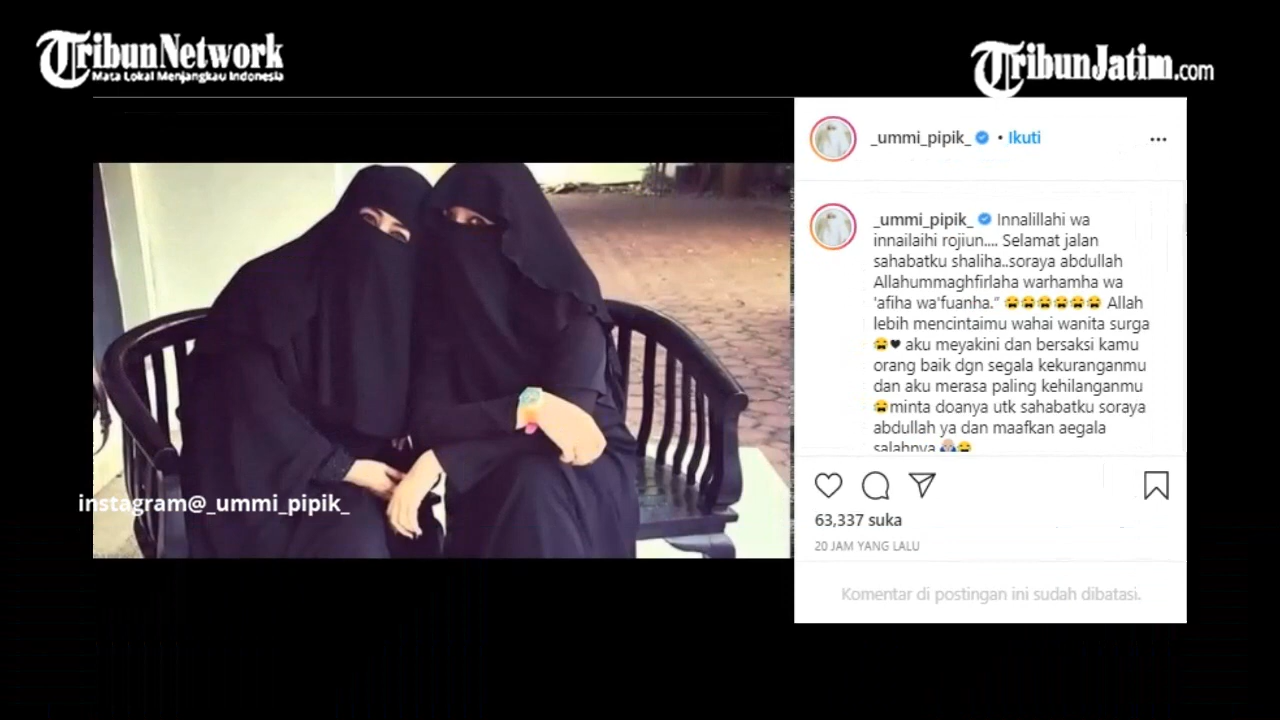 TribunNetwork
Mata Lokal Menjangkau Indonesia
TribunJatim.com
_ummi_pipik_ • Ikuti
_ummi_pipik_ Innalillahi wa
innailaihi rojiun.... Selamat jalan
sahabatku shaliha..soraya abdullah
Allahummaghfirlaha warhamha wa
'afiha wa'fuanha.” 😭😭😭😭😭😭 Allah
lebih mencintaimu wahai wanita surga
😭🖤 aku meyakini dan bersaksi kamu
orang baik dgn segala kekuranganmu
dan aku merasa paling kehilanganmu
😭minta doanya utk sahabatku soraya
abdullah ya dan maafkan aegala
salahnya 🙏🏼😭
instagram@_ummi_pipik_
63,337 suka
20 JAM YANG LALU
Komentar di postingan ini sudah dibatasi.